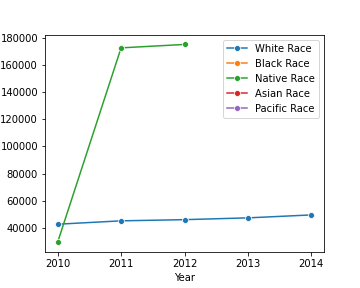 180000
160000
140000
120000
100000
80000
60000
40000
2010 2011 2012 2013 2014
Year
White Race
Black Race
Native Race
Asian Race
Pacific Race